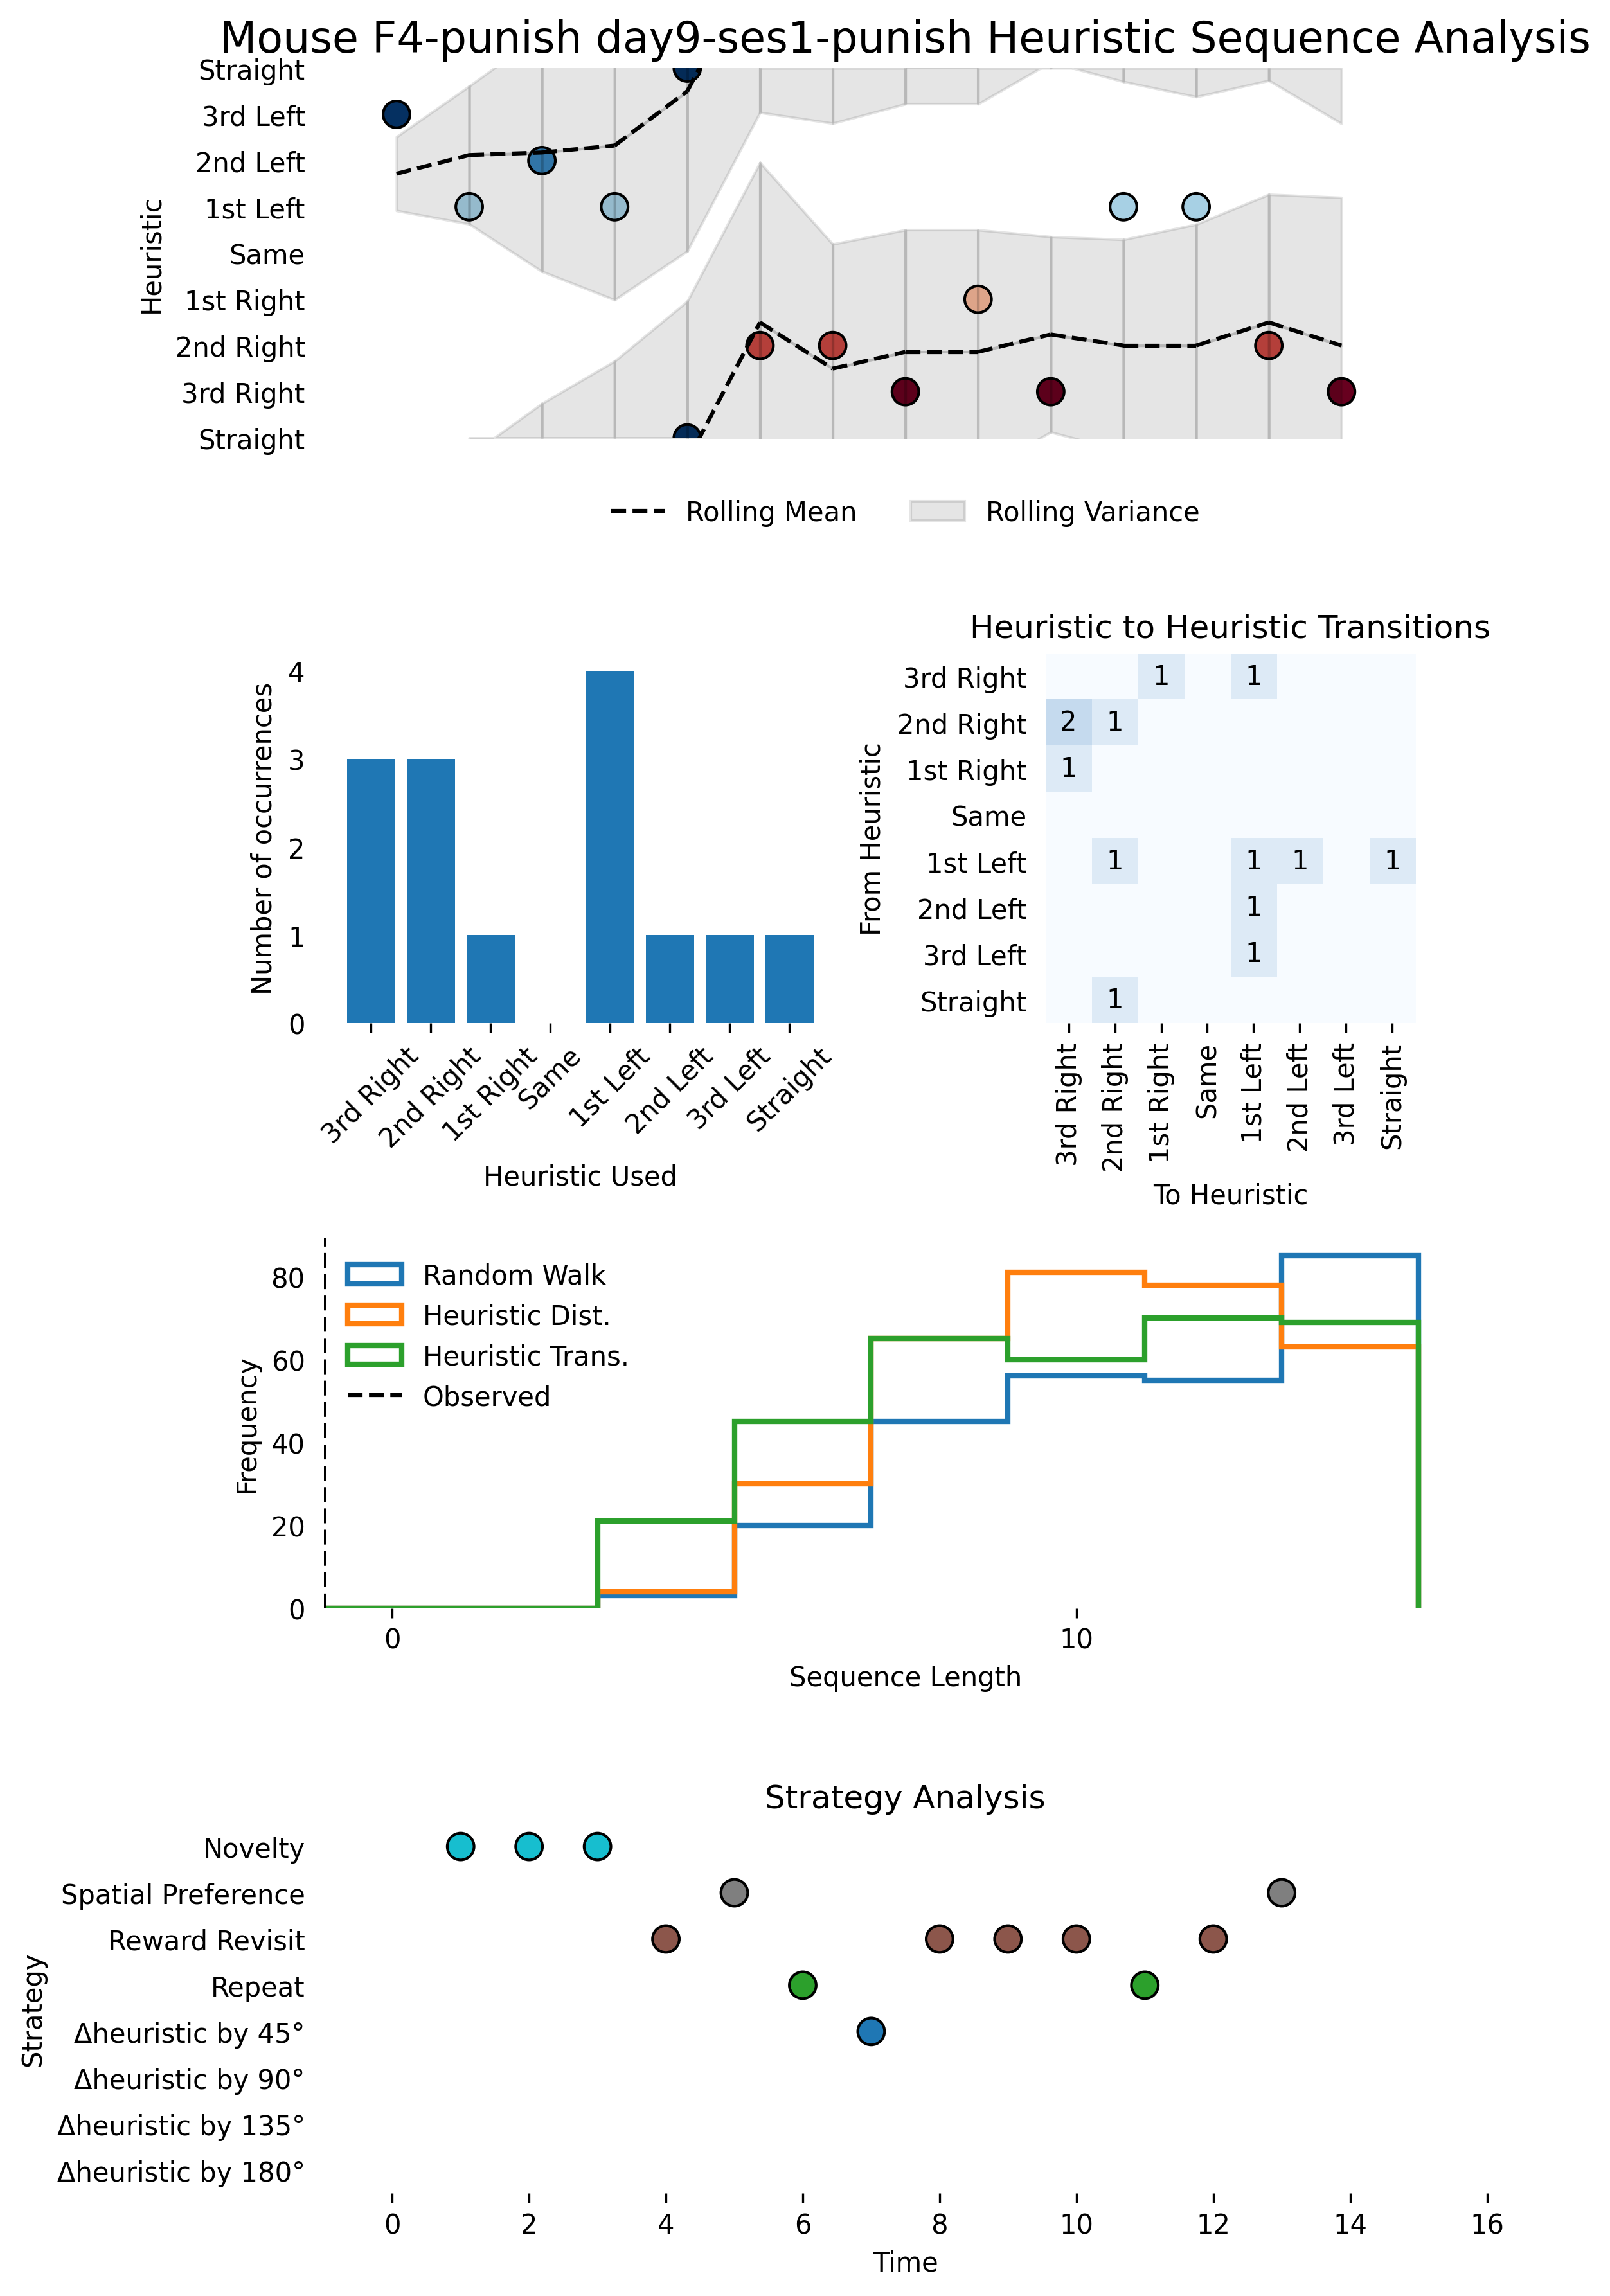 Mouse F4-punish day9-ses1-punish Heuristic Sequence Analysis
Straight
3rd Left
2nd Left
1st Left
Same
1st Right
2nd Right
3rd Right
Straight
Heuristic
Rolling Mean
Rolling Variance
4
3
2
1
0
Number of occurrences
3rd Right
2nd Right
1st Right
Same
1st Left
2nd Left
3rd Left
Straight
Heuristic Used
Heuristic to Heuristic Transitions
3rd Right 1 1
2nd Right 2 1
1st Right 1
Same
1st Left 1 1 1 1
2nd Left 1
3rd Left 1
Straight 1
From Heuristic
3rd Right
2nd Right
1st Right
Same
1st Left
2nd Left
3rd Left
Straight
To Heuristic
80
60
40
20
0
Frequency
Random Walk
Heuristic Dist.
Heuristic Trans.
Observed
0 10
Sequence Length
Strategy Analysis
Novelty
Spatial Preference
Reward Revisit
Repeat
Δheuristic by 45°
Δheuristic by 90°
Δheuristic by 135°
Δheuristic by 180°
Strategy
0 2 4 6 8 10 12 14 16
Time